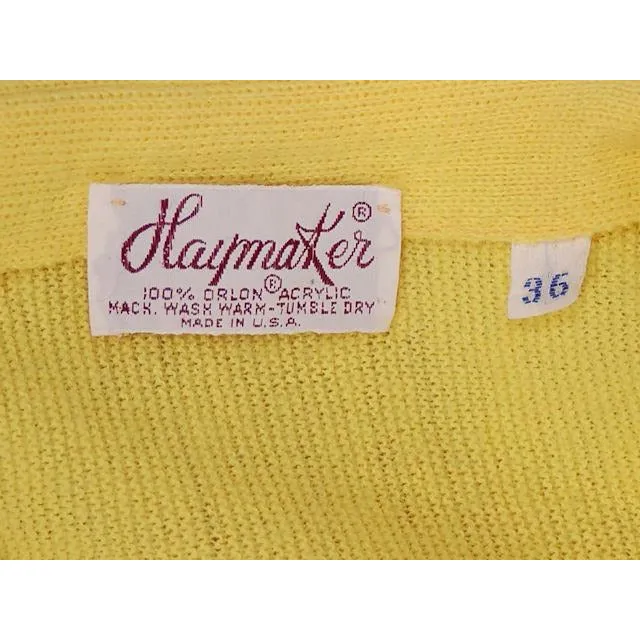 Haymaker®
100% ORLON® ACRYLIC
MACH. WASH WARM-TUMBLE DRY
MADE IN U.S.A.
36